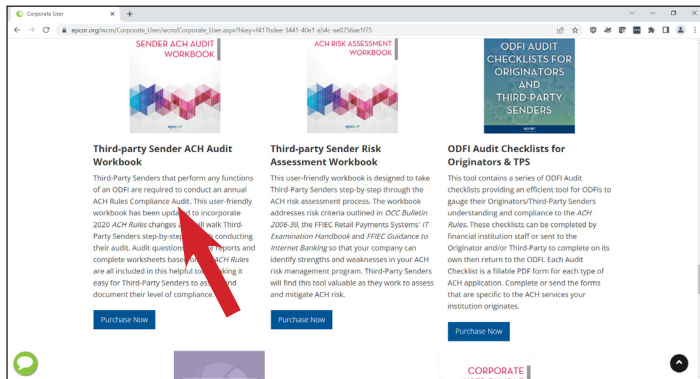 Corporate User
epcor.org/wcm/Corporate_User/wcm/Corporate_User.aspx?hkey=f417bdee-3441-40e1-a54c-ae0756ae1f75
SENDER ACH AUDIT
WORKBOOK
epcor
Third-party Sender ACH Audit
Workbook
Third-Party Senders that perform any functions
of an ODFI are required to conduct an annual
ACH Rules Compliance Audit. This user-friendly
workbook has been updated to incorporate
2020 ACH Rules changes and will walk Third-
Party Senders step-by-step conducting
their audit. Audit questions reports and
complete worksheets based ACH Rules
are all included in this helpful making it
easy for Third-Party Senders to and
document their level of compliance.
Purchase Now
ACH RISK ASSESSMENT
WORKBOOK
epcor
Third-party Sender Risk
Assessment Workbook
This user-friendly workbook is designed to take
Third-Party Senders step-by-step through the
ACH risk assessment process. The workbook
addresses risk criteria outlined in OCC Bulletin
2006-39, the FFIEC Retail Payments Systems' IT
Examination Handbook and FFIEC Guidance to
Internet Banking so that your company can
identify strengths and weaknesses in your ACH
risk management program. Third-Party Senders
will find this tool valuable as they work to assess
and mitigate ACH risk.
Purchase Now
ODFI AUDIT
CHECKLISTS FOR
ORIGINATORS
AND
THIRD-PARTY
SENDERS
epcor
ODFI Audit Checklists for
Originators & TPS
This tool contains a series of ODFI Audit
checklists providing an efficient tool for ODFIs to
gauge their Originators/Third-Party Senders
understanding and compliance to the ACH
Rules. These checklists can be completed by
financial institution staff or sent to the
Originator and/or Third-Party to complete on its
own then return to the ODFI. Each Audit
Checklist is a fillable PDF form for each type of
ACH application. Complete or send the forms
that are specific to the ACH services your
institution originates.
Purchase Now
CORPORATE